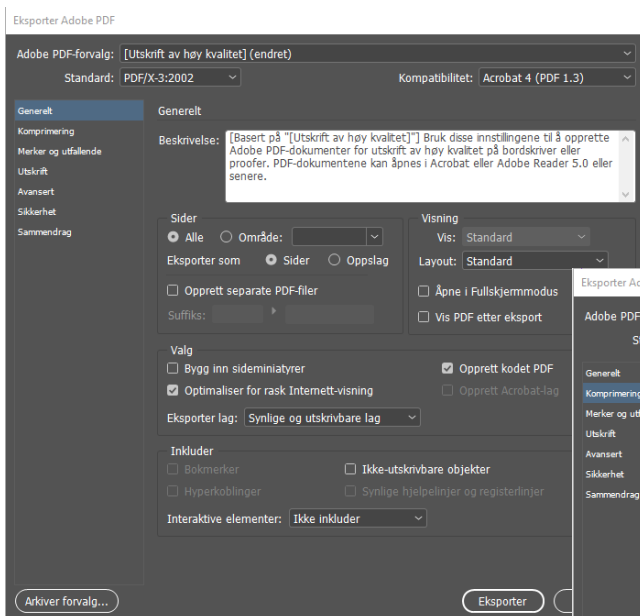 Eksporter Adobe PDF
Adobe PDF-forvalg: [Utskrift av høy kvalitet] (endret)
Standard: PDF/X-3:2002
Kompatibilitet: Acrobat 4 (PDF 1.3)
Generelt
Komprimering
Merker og utfallende
Utskrift
Avansert
Sikkerhet
Sammendrag
Generelt
Beskrivelse: [Basert på "[Utskrift av høy kvalitet]"] Bruk disse innstillingene til å opprette
Adobe PDF-dokumenter for utskrift av høy kvalitet på bordskriver eller
proofer. PDF-dokumentene kan åpnes i Acrobat eller Adobe Reader 5.0 eller
senere.
Sider
Alle Område:
Eksporter som Sider Oppslag
Opprett separate PDF-filer
Suffiks:
Visning
Vis: Standard
Layout: Standard
Åpne i Fullskjermmodus
Vis PDF etter eksport
Valg
Bygg inn sideminiatyrer
Opprett kodet PDF
Optimaliser for rask Internett-visning
Opprett Acrobat-lag
Eksporter lag: Synlige og utskrivbare lag
Inkluder
Bokmerker
Ikke-utskrivbare objekter
Hyperkoblinger
Synlige hjelpelinjer og registerlinjer
Interaktive elementer: Ikke inkluder
Arkiver forvalg...
Eksporter
Eksporter Ad
Adobe PDF
St
Generelt
Komprimering
Merker og utf
Utskrift
Avansert
Sikkerhet
Sammendrag